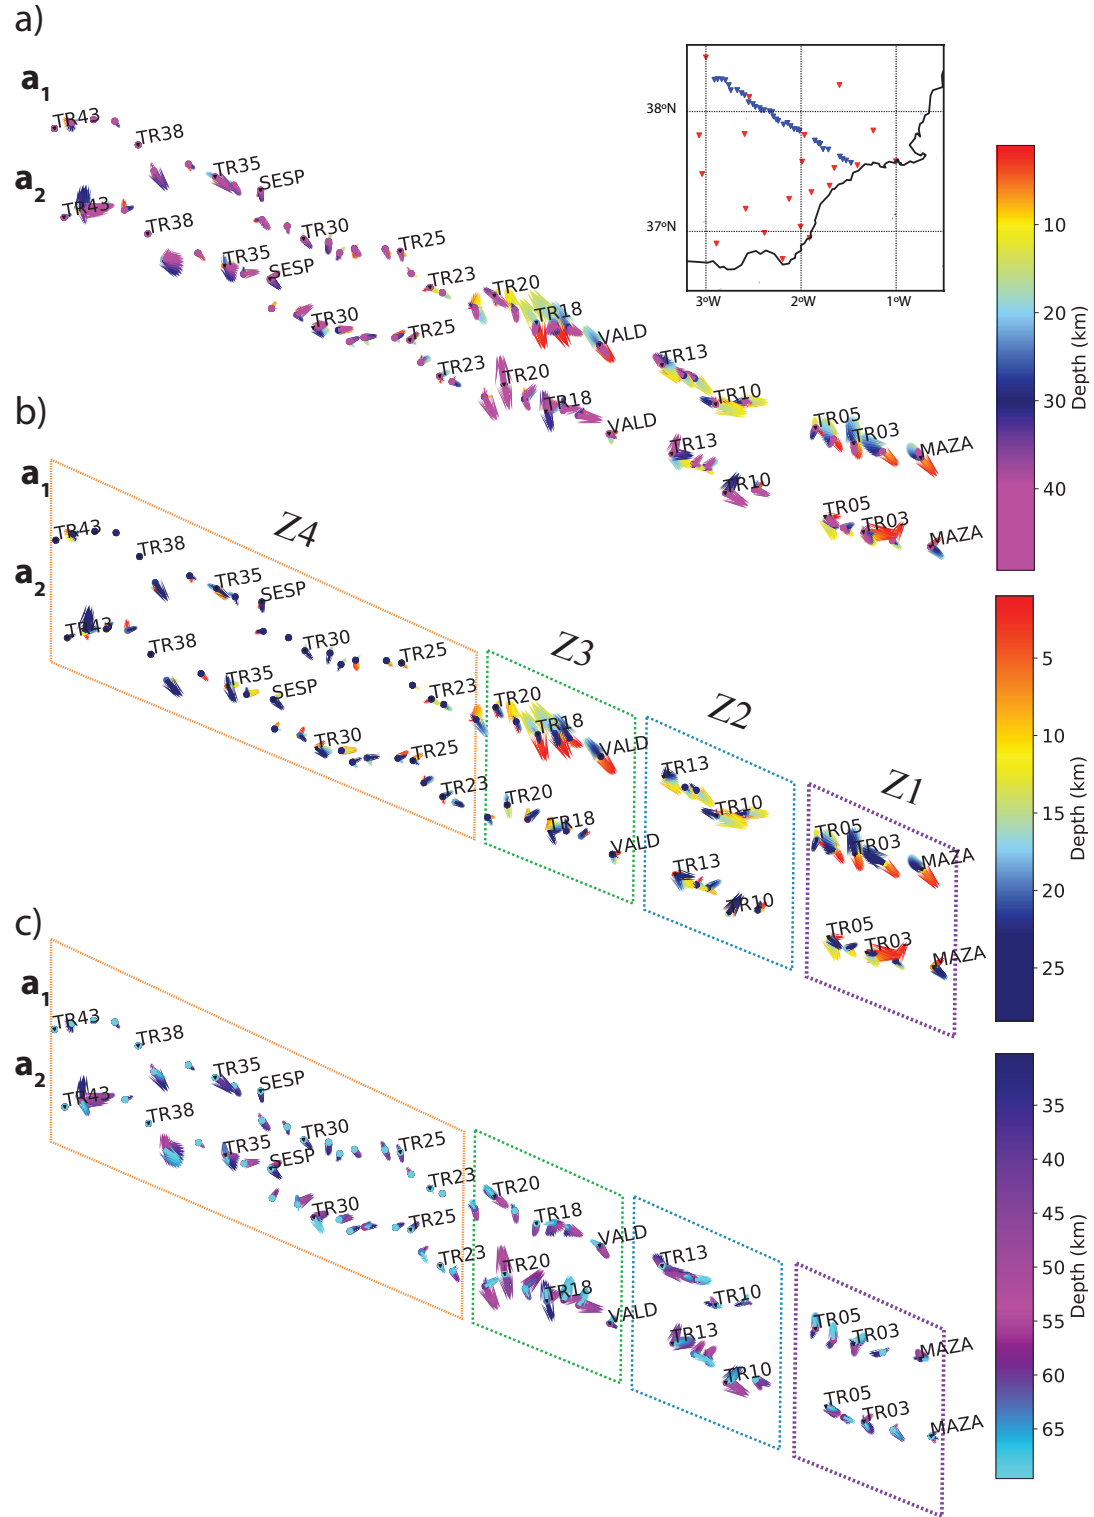 a)
a1
TR43
TR38
TR35
SESP
TR30
TR25
TR23
TR20
TR18
VALD
TR13
TR10
TR05
TR03
MAZA
a2
TR43
TR38
TR35
SESP
TR30
TR25
TR23
TR20
TR18
VALD
TR13
TR10
TR05
TR03
MAZA
38°N
37°N
3°W
2°W
1°W
10
20
30
40
Depth (km)
b)
Z4
Z3
Z2
Z1
a1
TR43
TR38
TR35
SESP
TR30
TR25
TR23
TR20
TR18
VALD
TR13
TR10
TR05
TR03
MAZA
a2
TR43
TR38
TR35
SESP
TR30
TR25
TR23
TR20
TR18
VALD
TR13
TR10
TR05
TR03
MAZA
5
10
15
20
25
Depth (km)
c)
a1
TR43
TR38
TR35
SESP
TR30
TR25
TR23
TR20
TR18
VALD
TR13
TR10
TR05
TR03
MAZA
a2
TR43
TR38
TR35
SESP
TR30
TR25
TR23
TR20
TR18
VALD
TR13
TR10
TR05
TR03
MAZA
35
40
45
50
55
60
65
Depth (km)